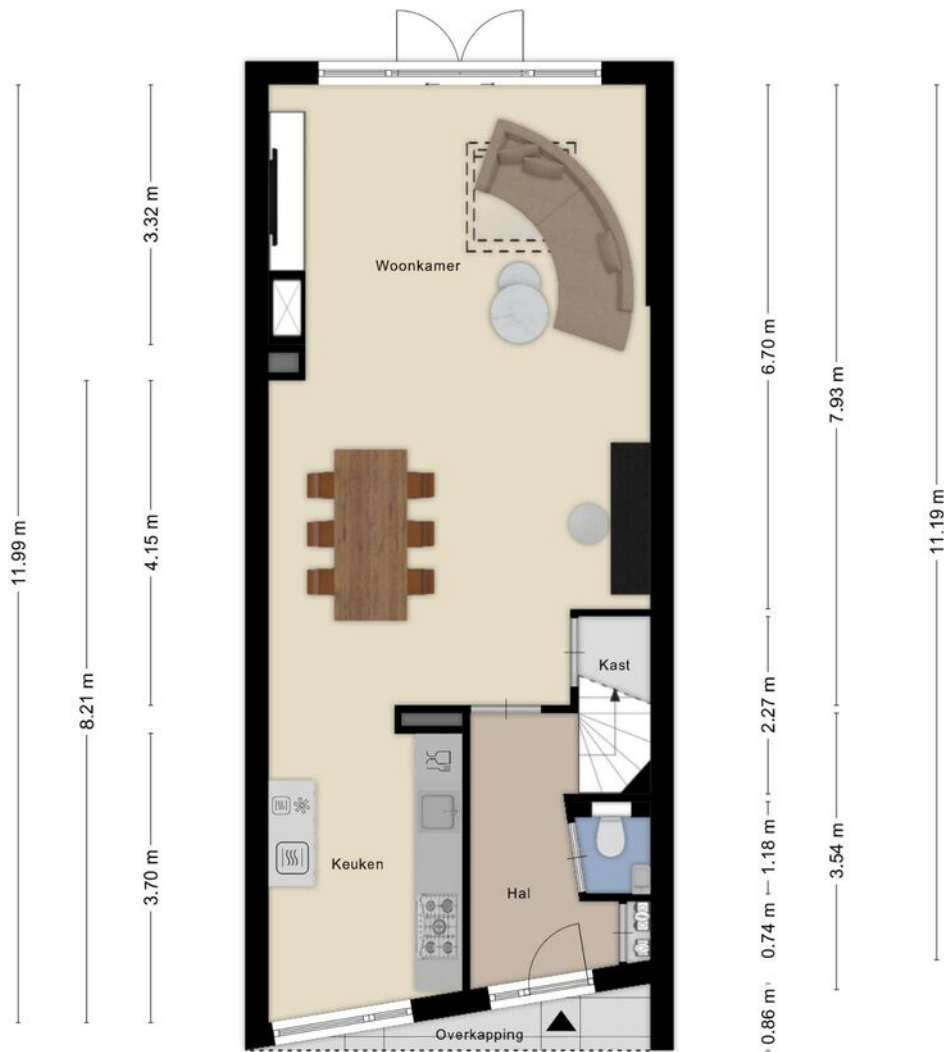 3.32 m
Woonkamer
6.70 m
7.93 m
11.99 m
4.15 m
11.19 m
8.21 m
Kast
2.27 m
3.70 m
Keuken
Hal
1.18 m
3.54 m
0.74 m
0.86 m
Overkapping